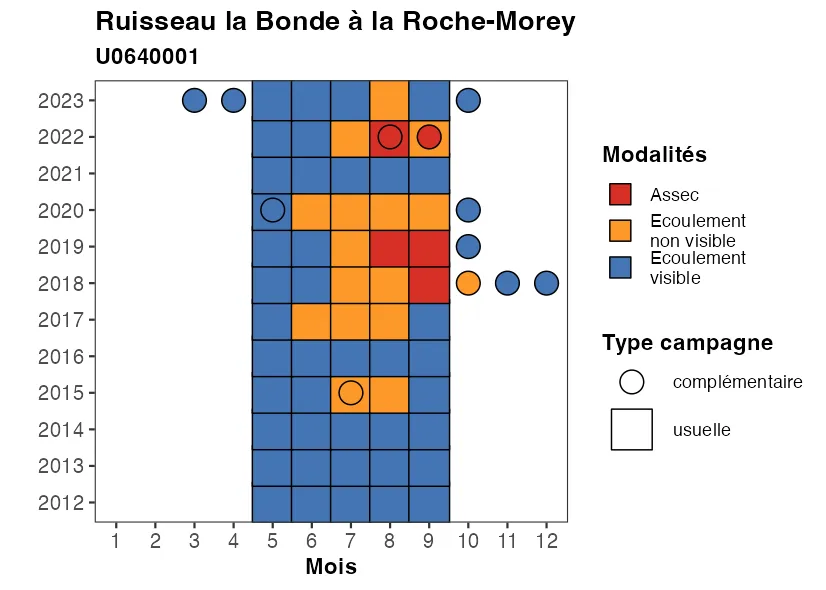 Ruisseau la Bonde à la Roche-Morey
U0640001
2023
2022
2021
2020
2019
2018
2017
2016
2015
2014
2013
2012
1 2 3 4 5 6 7 8 9 10 11 12
Mois
Modalités
Assec
Ecoulement
non visible
Ecoulement
visible
Type campagne
complémentaire
usuelle